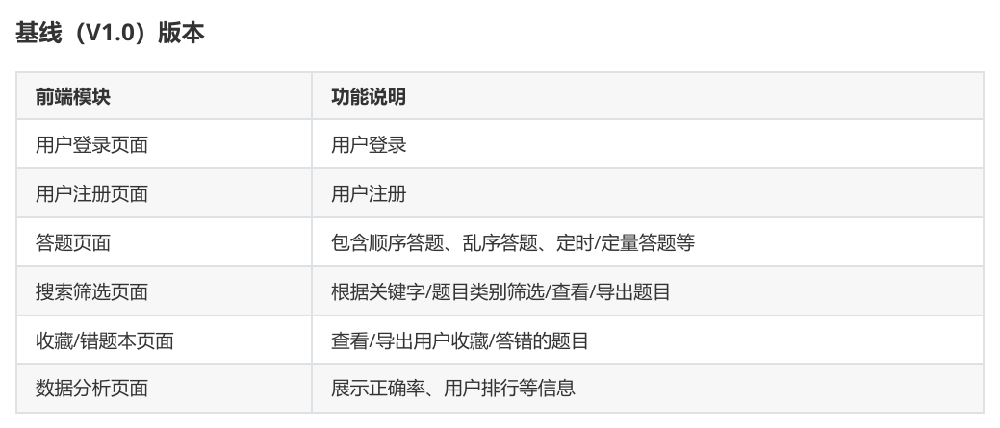 基线（V1.0）版本
前端模块 功能说明
用户登录页面 用户登录
用户注册页面 用户注册
答题页面 包含顺序答题、乱序答题、定时/定量答题等
搜索筛选页面 根据关键字/题目类别筛选/查看/导出题目
收藏/错题本页面 查看/导出用户收藏/答错的题目
数据分析页面 展示正确率、用户排行等信息